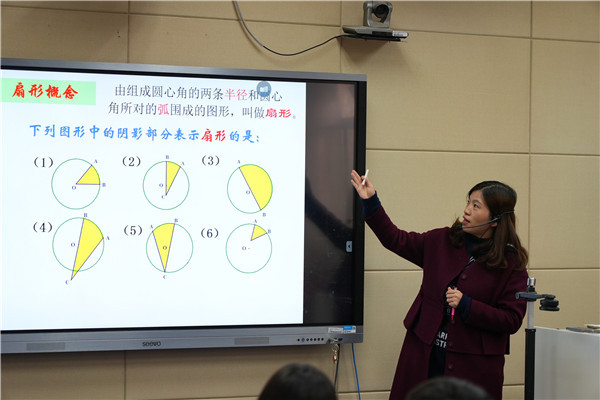 扇形概念
由组成圆心角的两条半径和圆心
角所对的弧围成的图形，叫做扇形。
下列图形中的阴影部分表示扇形的是：
(1) A O B
(2) B A O
(3) A O B
(4) B O A C
(5) A B O C
(6) A B O
seewo